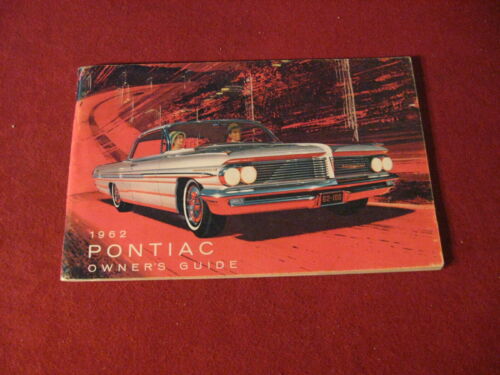 1962
PONTIAC
OWNER'S GUIDE